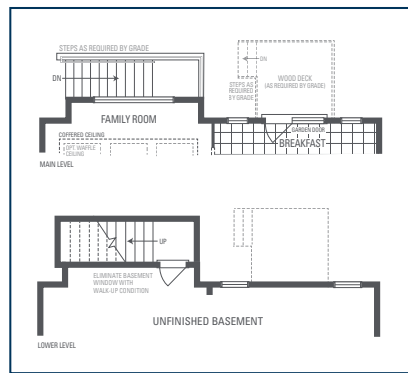 STEPS AS REQUIRED BY GRADE
DN
DN
WOOD DECK
(AS REQUIRED BY GRADE)
STEPS AS
REQUIRED
BY GRADE
FAMILY ROOM
GARDEN DOOR
BREAKFAST
COFFERED CEILING
OPT. WAFFLE
CEILING
MAIN LEVEL
UP
ELIMINATE BASEMENT
WINDOW WITH
WALK-UP CONDITION
UNFINISHED BASEMENT
LOWER LEVEL